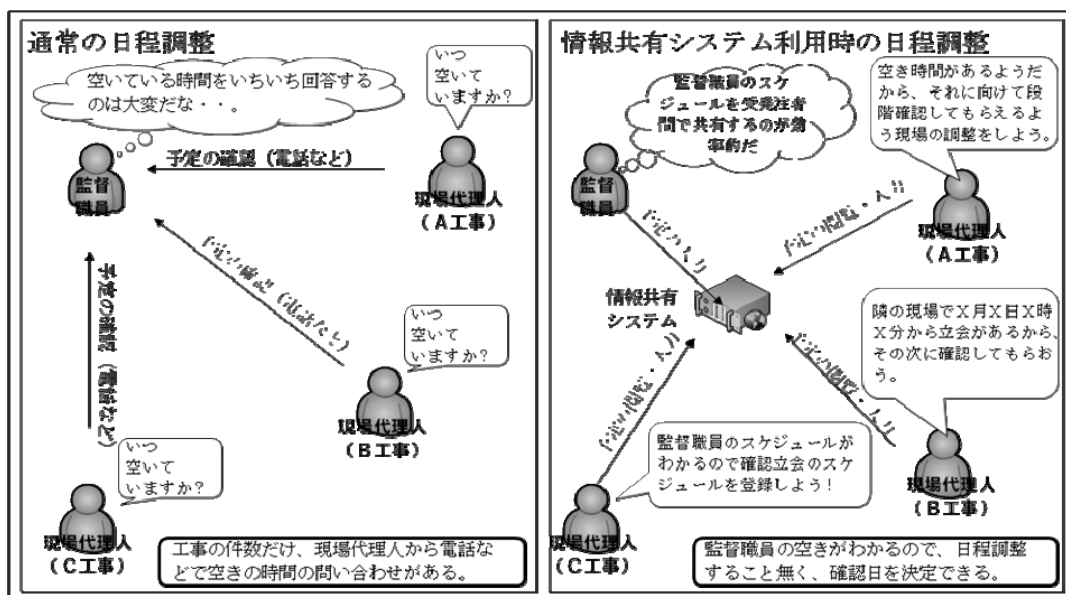 通常の日程調整
空いている時間をいちいち回答する
のは大変だな・・。
いつ
空いて
いますか？
監督
職員
予定の確認（電話など）
現場代理人
（Ａ工事）
予定の確認（電話など）
予定の確認（電話など）
いつ
空いて
いますか？
現場代理人
（Ｂ工事）
いつ
空いて
いますか？
現場代理人
（Ｃ工事）
工事の件数だけ、現場代理人から電話な
どで空きの時間の問い合わせがある。
情報共有システム利用時の日程調整
監督職員のスケ
ジュールを受発注者
間で共有するのが効
率的だ
空き時間があるようだ
から、それに向けて段
階確認してもらえるよ
う現場の調整をしよう。
監督
職員
予定の入力
予定の閲覧・入力
現場代理人
（Ａ工事）
情報共有
システム
隣の現場でＸ月Ｘ日Ｘ時
Ｘ分から立会があるから、
その次に確認してもらお
う。
予定の閲覧・入力
予定の閲覧・入力
監督職員のスケジュールが
わかるので確認立会のスケ
ジュールを登録しよう！
現場代理人
（Ｂ工事）
現場代理人
（Ｃ工事）
監督職員の空きがわかるので、日程調整
すること無く、確認日を決定できる。